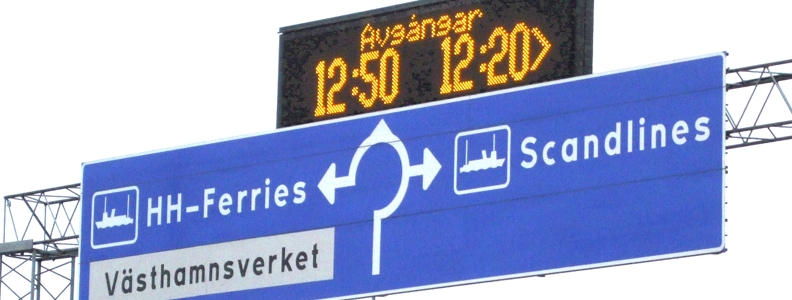 Avgångar
12:50 12:20
HH-Ferries
Scandlines
Västhamnsverket